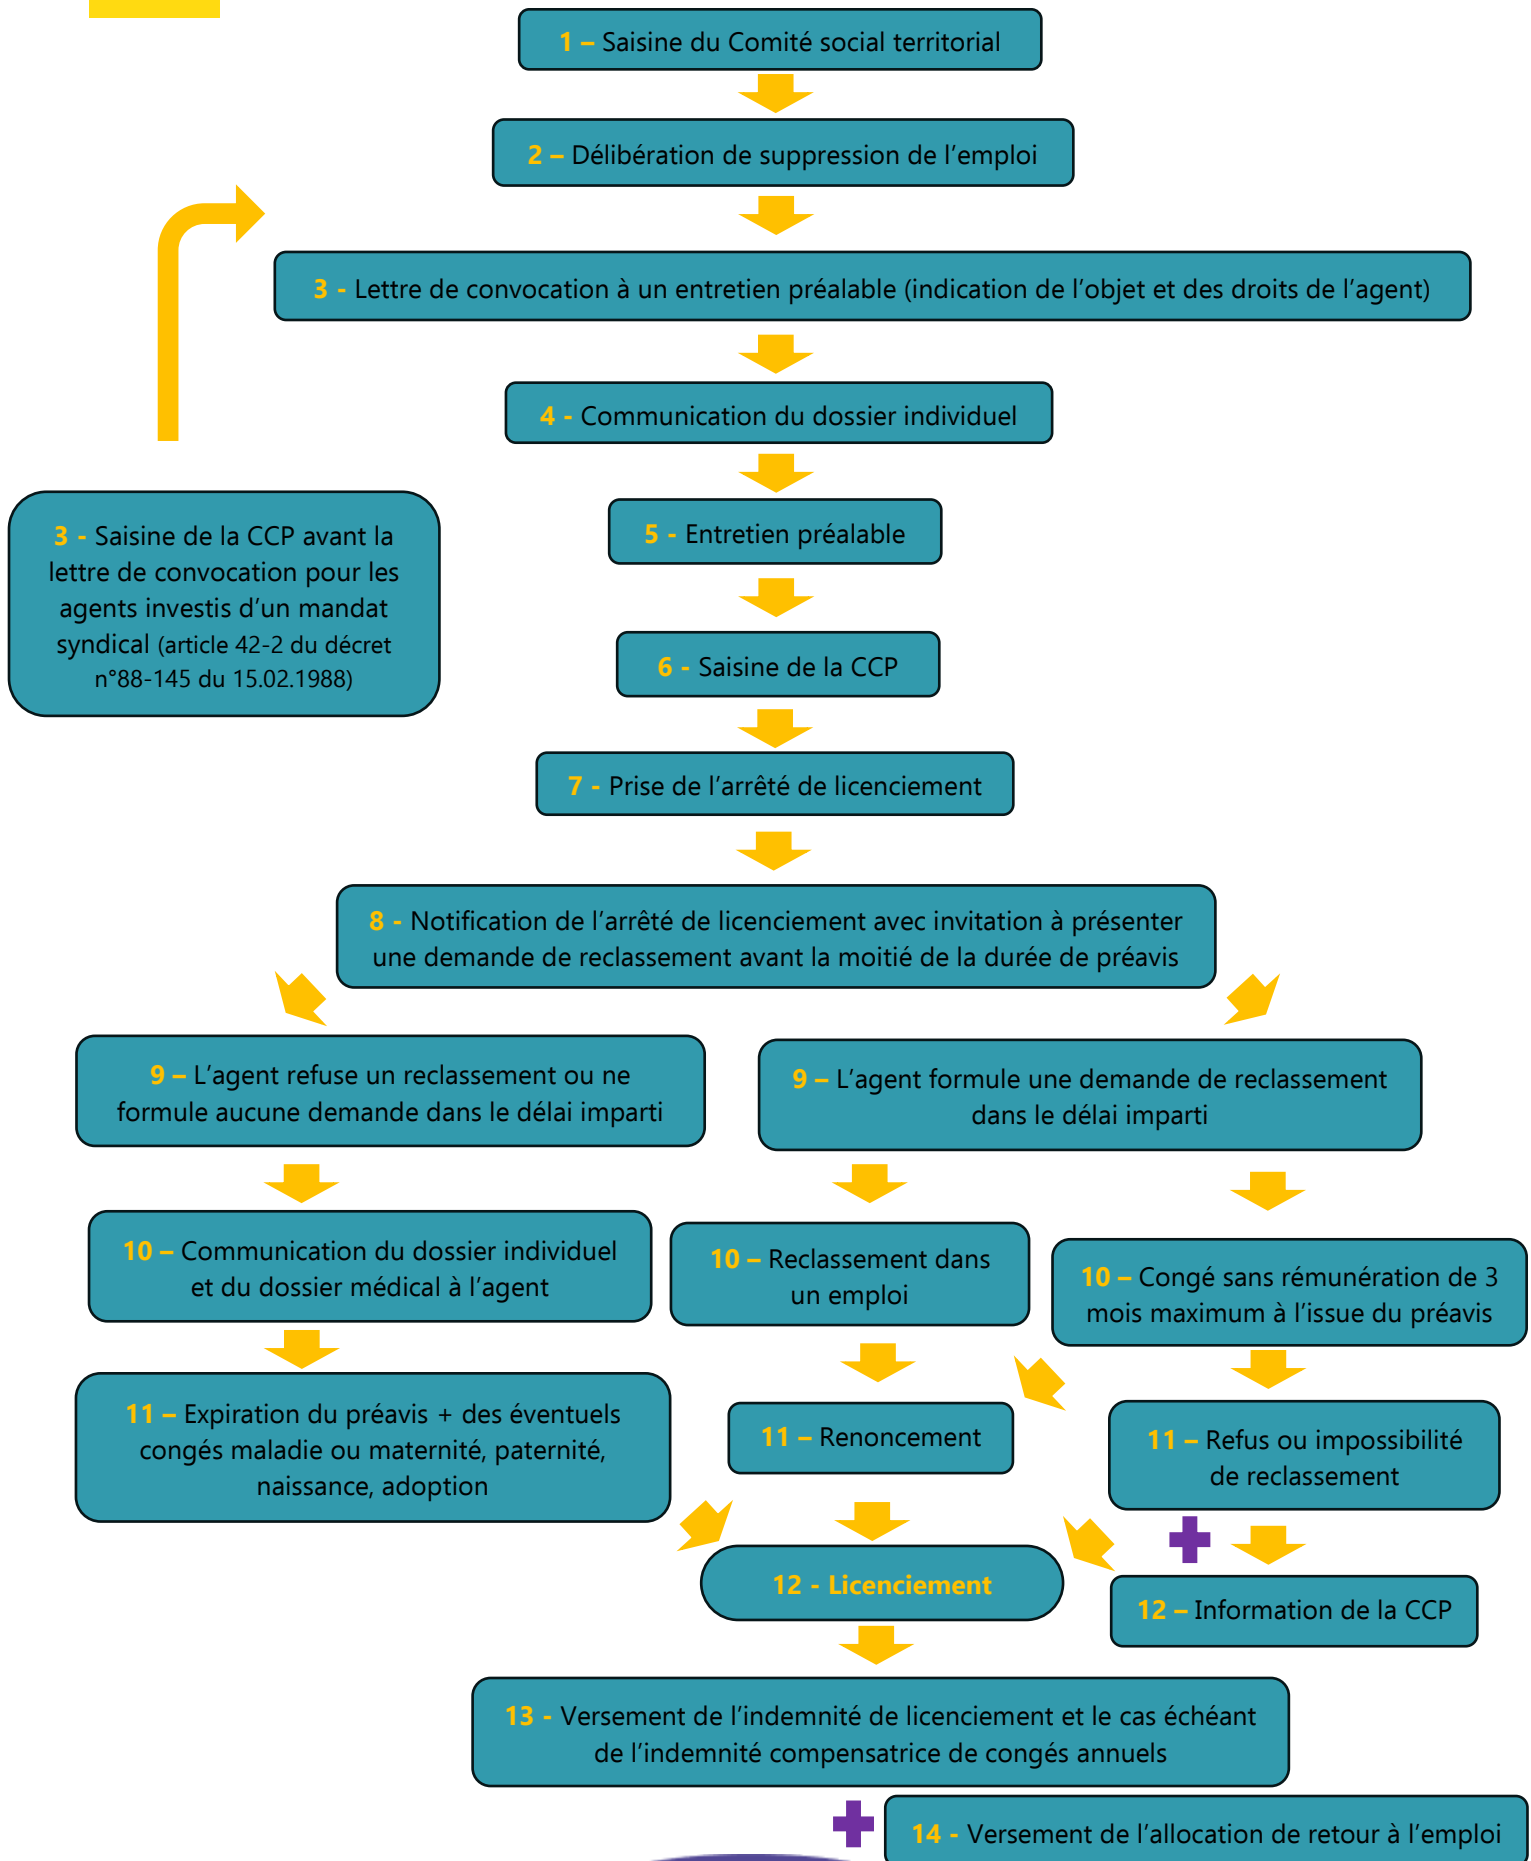 1 – Saisine du Comité social territorial
2 – Délibération de suppression de l’emploi
3 - Lettre de convocation à un entretien préalable (indication de l’objet et des droits de l’agent)
4 - Communication du dossier individuel
3 - Saisine de la CCP avant la
lettre de convocation pour les
agents investis d’un mandat
syndical (article 42-2 du décret
n°88-145 du 15.02.1988)
5 - Entretien préalable
6 - Saisine de la CCP
7 - Prise de l’arrêté de licenciement
8 - Notification de l’arrêté de licenciement avec invitation à présenter
une demande de reclassement avant la moitié de la durée de préavis
9 – L’agent refuse un reclassement ou ne
formule aucune demande dans le délai imparti
9 – L’agent formule une demande de reclassement
dans le délai imparti
10 – Communication du dossier individuel
et du dossier médical à l’agent
10 – Reclassement dans
un emploi
10 – Congé sans rémunération de 3
mois maximum à l’issue du préavis
11 – Expiration du préavis + des éventuels
congés maladie ou maternité, paternité,
naissance, adoption
11 – Renoncement
11 – Refus ou impossibilité
de reclassement
12 - Licenciement
12 – Information de la CCP
13 - Versement de l’indemnité de licenciement et le cas échéant
de l’indemnité compensatrice de congés annuels
14 - Versement de l’allocation de retour à l’emploi